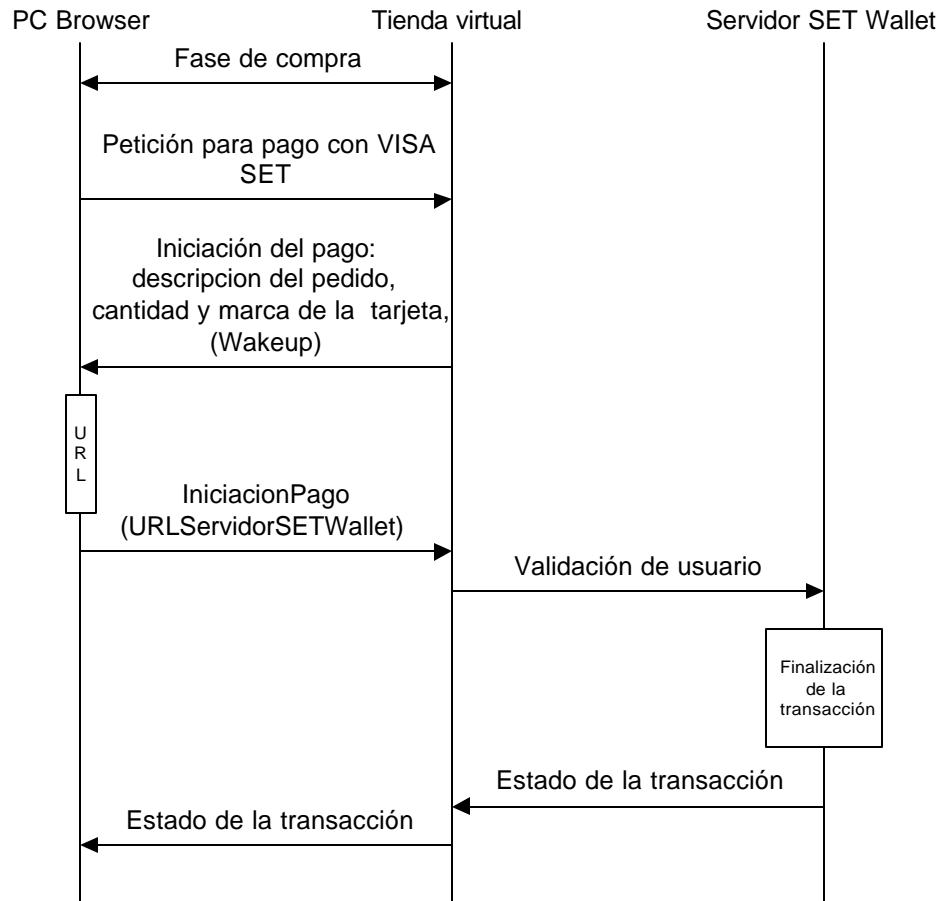 PC Browser
Tienda virtual
Servidor SET Wallet
Fase de compra
Petición para pago con VISA
SET
Iniciación del pago:
descripcion del pedido,
cantidad y marca de la tarjeta,
(Wakeup)
U
R
L
IniciacionPago
(URLServidorSETWallet)
Validación de usuario
Finalización
de la
transacción
Estado de la transacción
Estado de la transacción